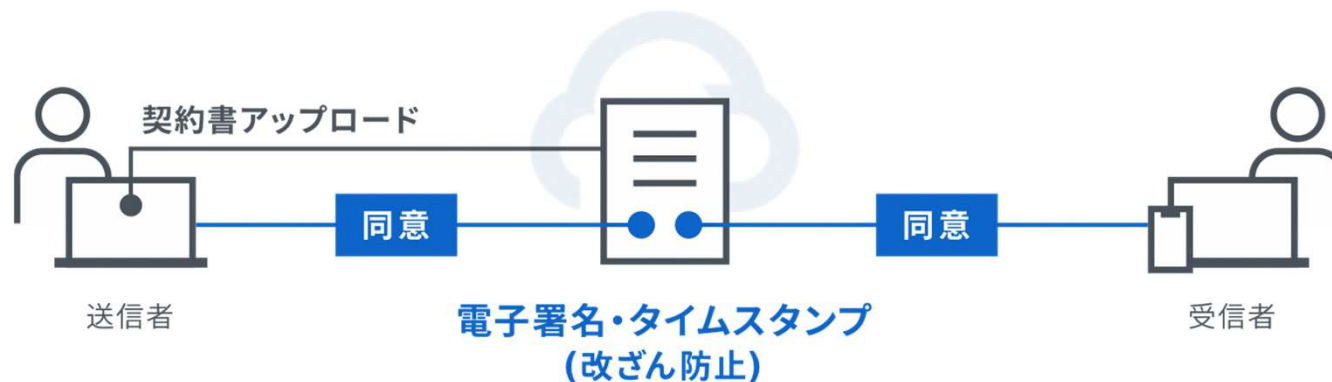 契約書アップロード
同意
同意
送信者
電子署名・タイムスタンプ
(改ざん防止)
受信者